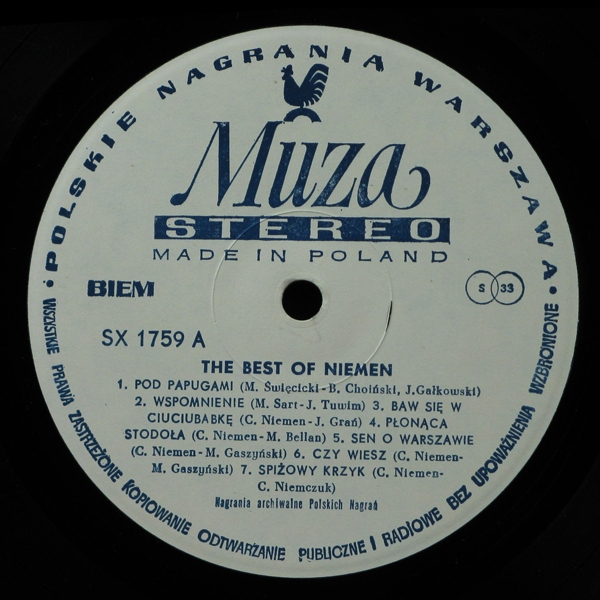 • POLSKIE NAGRANIA WARSZAWA •
Muza
STEREO
MADE IN POLAND
BIEM
S 33
SX 1759 A
THE BEST OF NIEMEN
1. POD PAPUGAMI (M. Święcicki-B. Choiński, J.Gałkowski)
2. WSPOMNIENIE (M. Sart-J. Tuwim) 3. BAW SIĘ W
CIUCIUBABKĘ (C. Niemen-J. Grań) 4. PŁONĄCA
STODOŁA (C. Niemen-M. Bellan) 5. SEN O WARSZAWIE
(C. Niemen-M. Gaszyński) 6. CZY WIESZ (C. Niemen-
M. Gaszyński) 7. SPIŻOWY KRZYK (C. Niemen-
C. Niemczuk)
Nagrania archiwalne Polskich Nagrań
WSZYSTKIE PRAWA ZASTRZEŻONE KOPIOWANIE ODTWARZANIE PUBLICZNE I RADIOWE BEZ UPOWAŻNIENIA WZBRONIONE